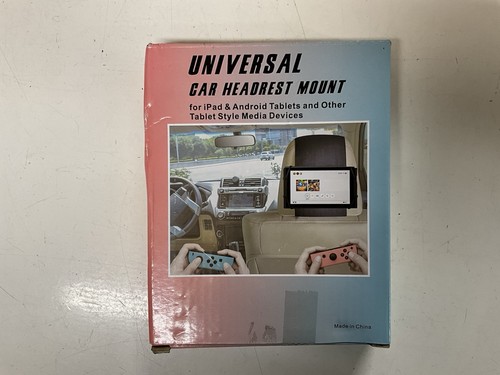 UNIVERSAL
CAR HEADREST MOUNT
for iPad & Android Tablets and Other
Tablet Style Media Devices
Made in China